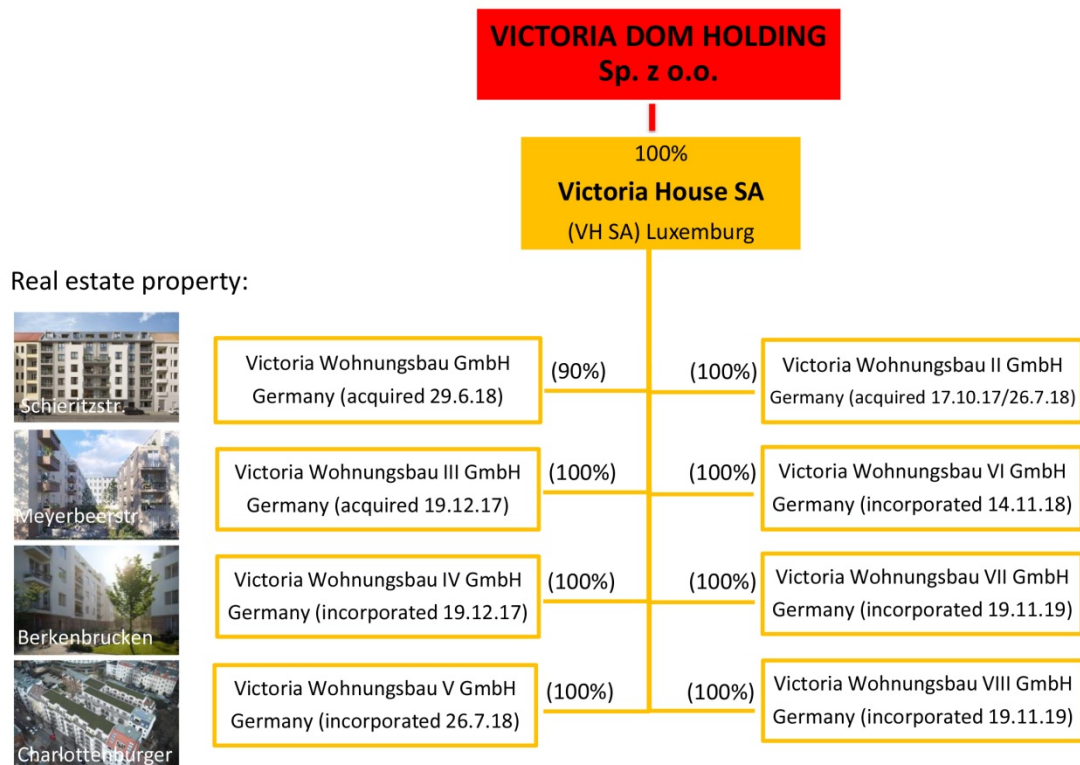 VICTORIA DOM HOLDING
Sp. z o.o.
100%
Victoria House SA
(VH SA) Luxemburg
Real estate property:
Schieritzstr.
Victoria Wohnungsbau GmbH
Germany (acquired 29.6.18)
(90%)
(100%)
Victoria Wohnungsbau II GmbH
Germany (acquired 17.10.17/26.7.18)
Meyerbeerstr.
Victoria Wohnungsbau III GmbH
Germany (acquired 19.12.17)
(100%)
(100%)
Victoria Wohnungsbau VI GmbH
Germany (incorporated 14.11.18)
Berkenbrucken
Victoria Wohnungsbau IV GmbH
Germany (incorporated 19.12.17)
(100%)
(100%)
Victoria Wohnungsbau VII GmbH
Germany (incorporated 19.11.19)
Charlottenburger
Victoria Wohnungsbau V GmbH
Germany (incorporated 26.7.18)
(100%)
(100%)
Victoria Wohnungsbau VIII GmbH
Germany (incorporated 19.11.19)